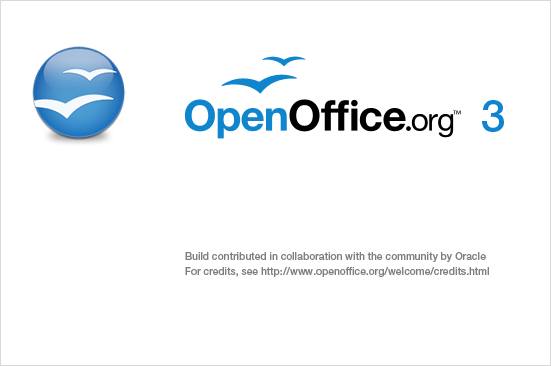 OpenOffice.org™ 3
Build contributed in collaboration with the community by Oracle
For credits, see http://www.openoffice.org/welcome/credits.html